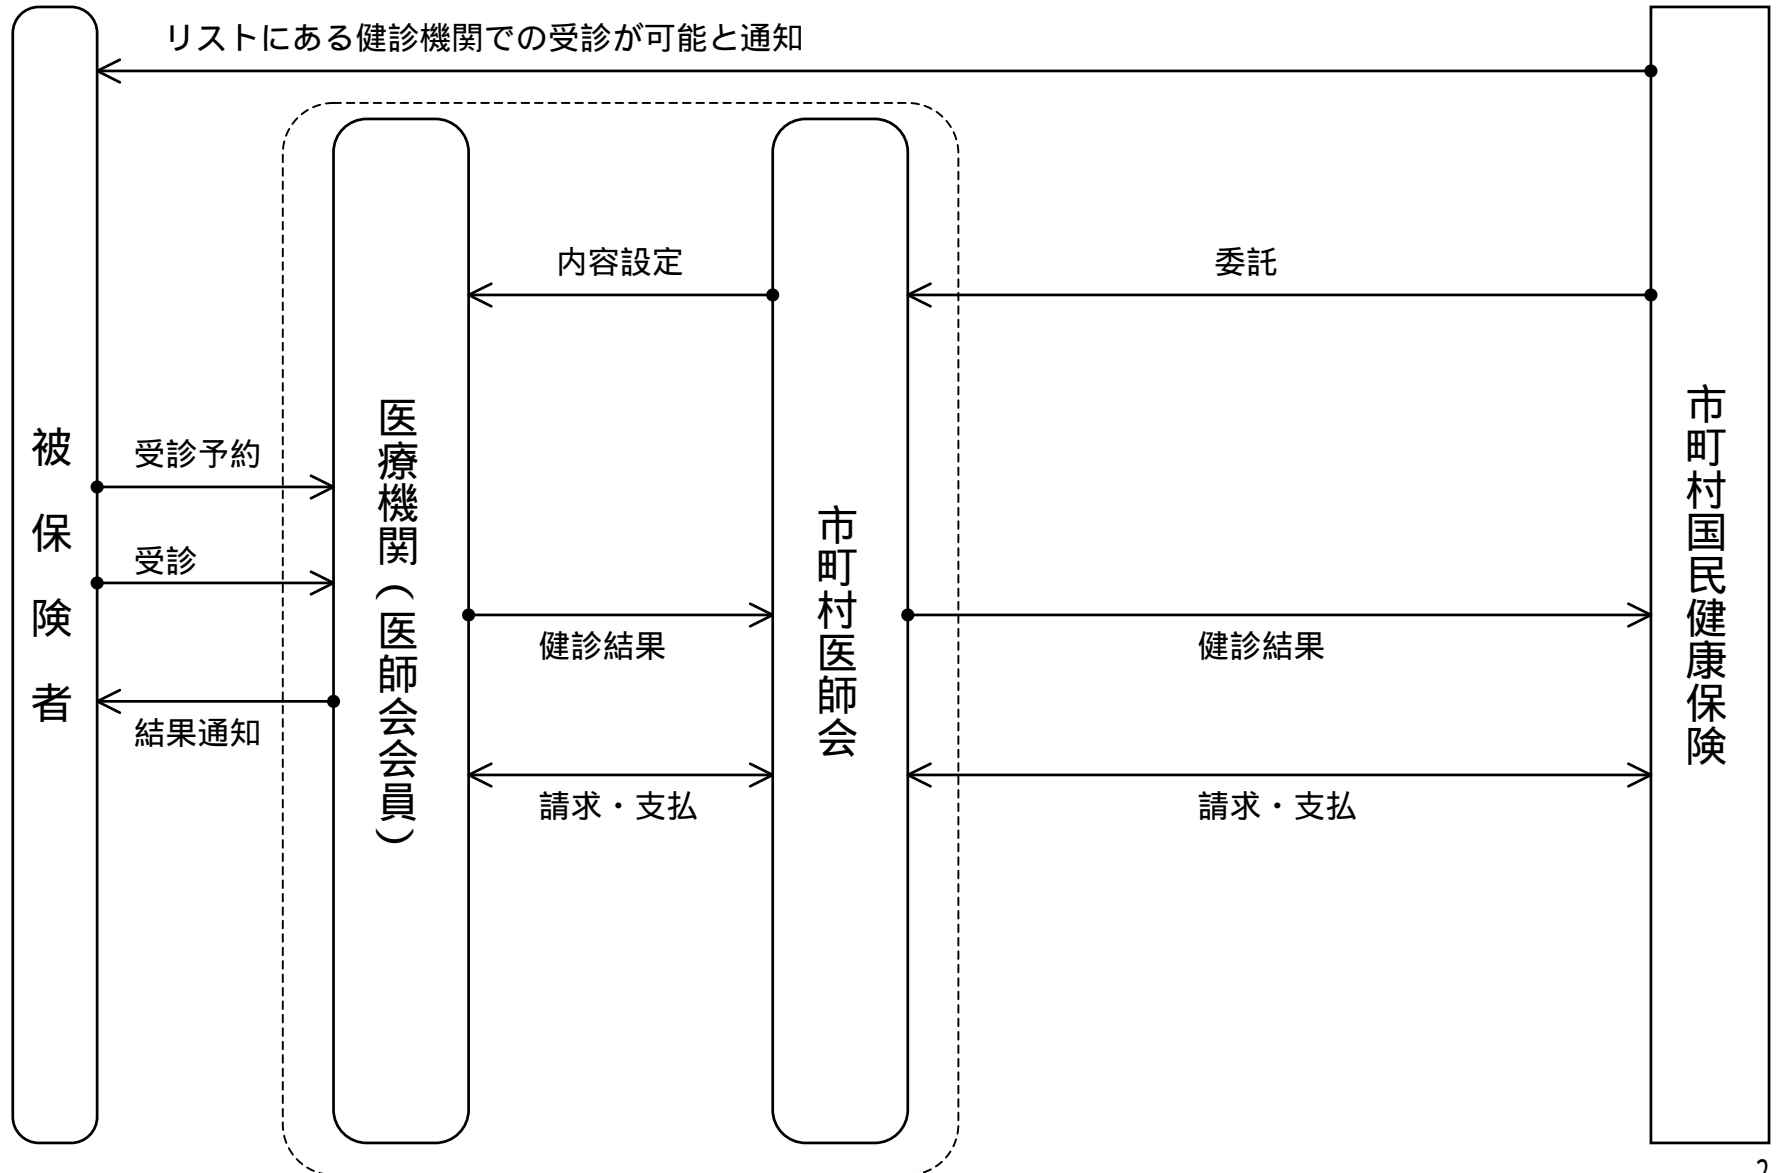 リストにある健診機関での受診が可能と通知
内容設定
委託
被保険者
受診予約
受診
結果通知
医療機関（医師会会員）
健診結果
請求・支払
市町村医師会
健診結果
請求・支払
市町村国民健康保険